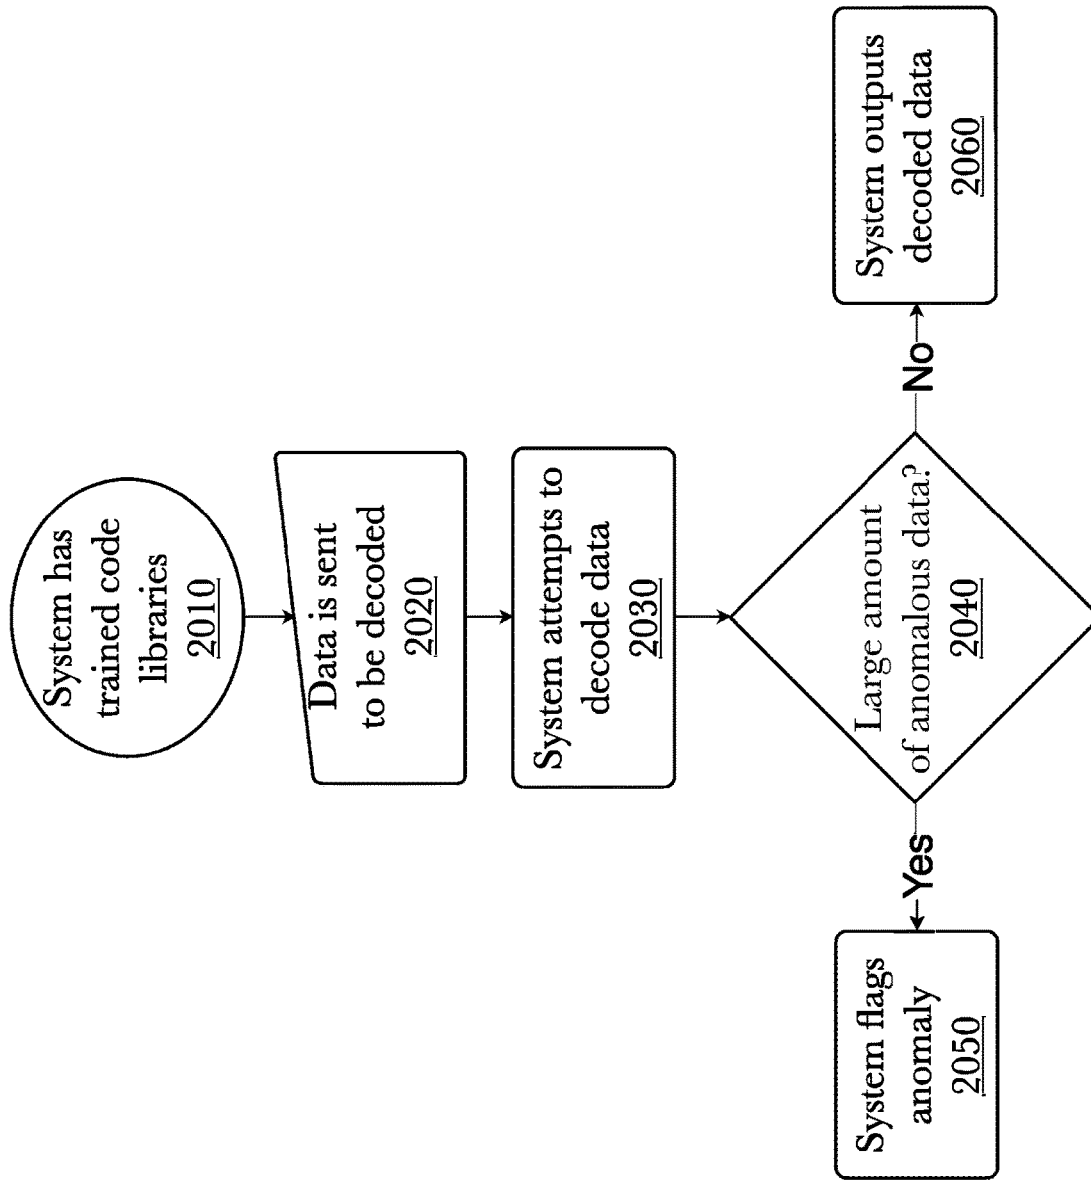 System has
trained code
libraries
2010
Data is sent
to be decoded
2020
System attempts to
decode data
2030
Large amount
of anomalous data?
2040
Yes
No
System flags
anomaly
2050
System outputs
decoded data
2060